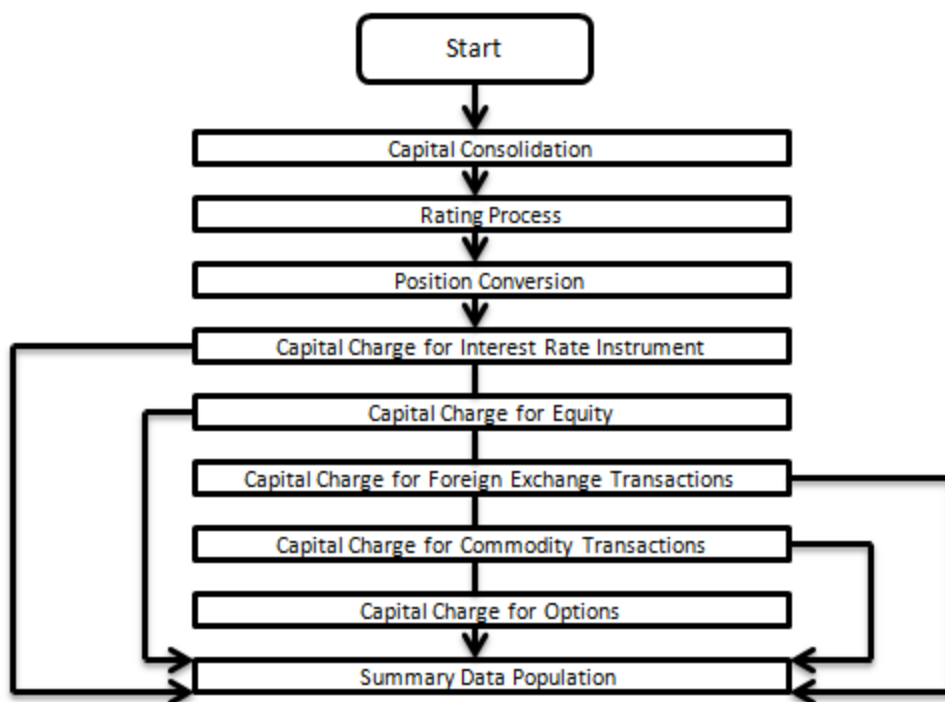 Start
Capital Consolidation
Rating Process
Position Conversion
Capital Charge for Interest Rate Instrument
Capital Charge for Equity
Capital Charge for Foreign Exchange Transactions
Capital Charge for Commodity Transactions
Capital Charge for Options
Summary Data Population